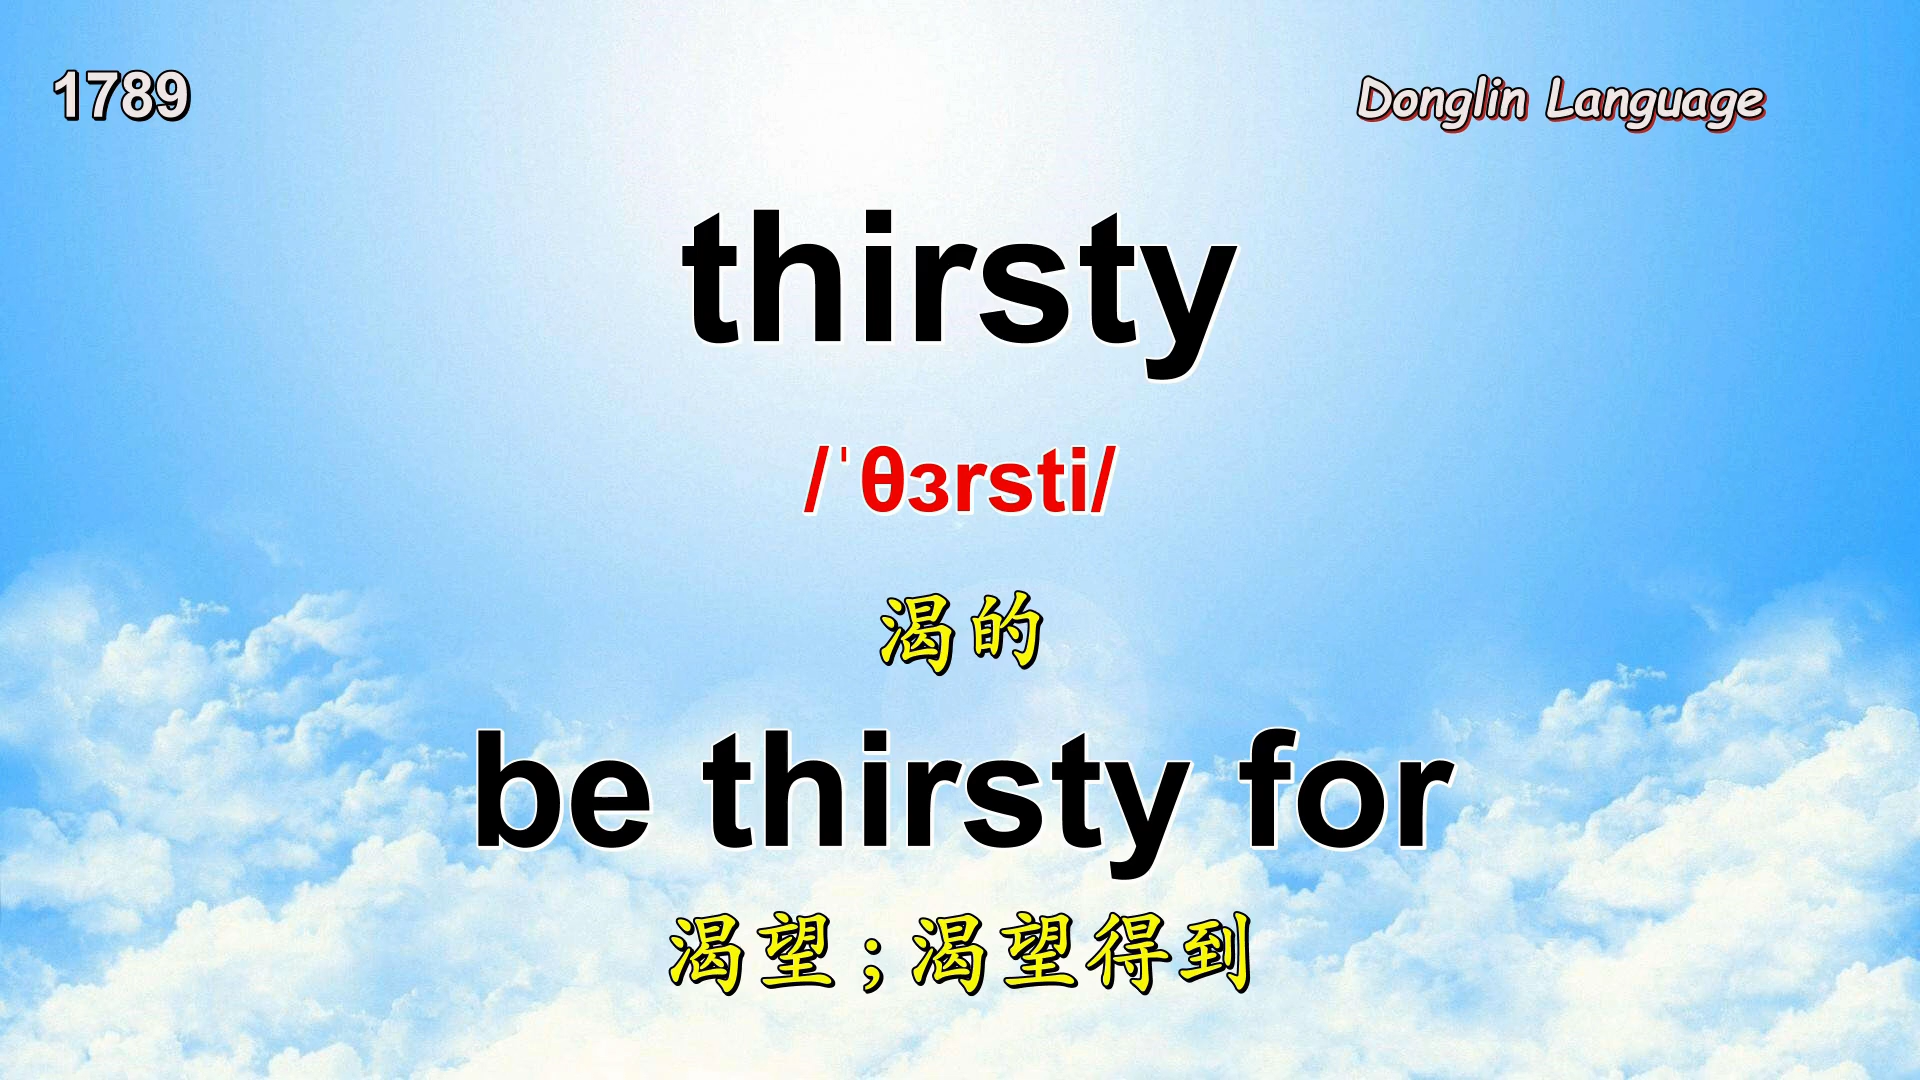 1789
Donglin Language
thirsty
/ˈθɜrsti/
渴的
be thirsty for
渴望;渴望得到